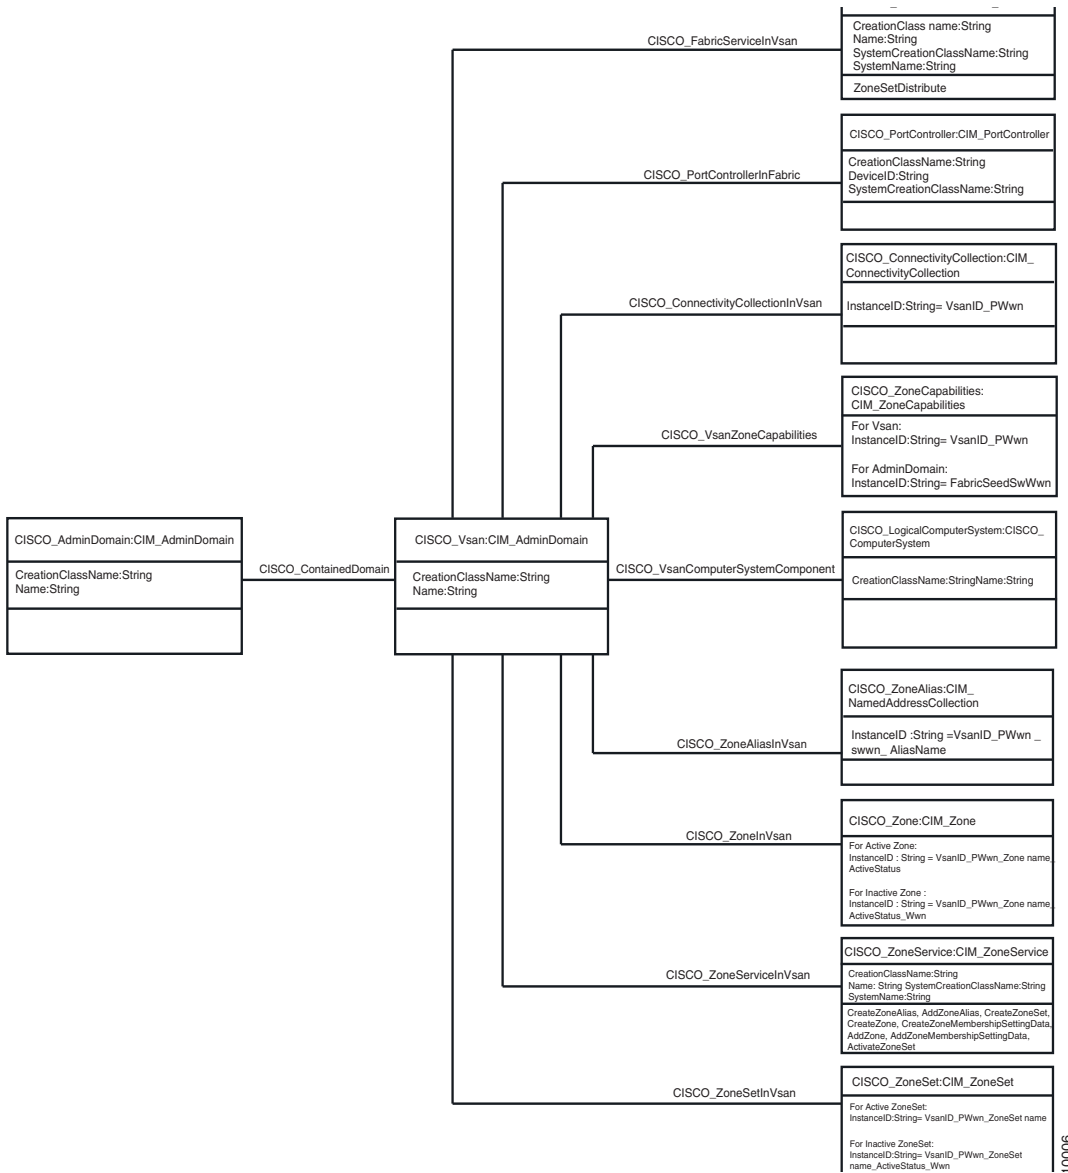 CISCO_FabricServiceInVsan
CreationClass name:String
Name:String
SystemCreationClassName:String
SystemName:String
ZoneSetDistribute
CISCO_PortControllerInFabric
CISCO_PortController:CIM_PortController
CreationClassName:String
DeviceID:String
SystemCreationClassName:String
CISCO_ConnectivityCollectionInVsan
CISCO_ConnectivityCollection:CIM_
ConnectivityCollection
InstanceID:String= VsanID_PWwn
CISCO_VsanZoneCapabilities
CISCO_ZoneCapabilities:
CIM_ZoneCapabilities
For Vsan:
InstanceID:String= VsanID_PWwn
For AdminDomain:
InstanceID:String= FabricSeedSwWwn
CISCO_AdminDomain:CIM_AdminDomain
CreationClassName:String
Name:String
CISCO_ContainedDomain
CISCO_Vsan:CIM_AdminDomain
CreationClassName:String
Name:String
CISCO_VsanComputerSystemComponent
CISCO_LogicalComputerSystem:CISCO_
ComputerSystem
CreationClassName:StringName:String
CISCO_ZoneAliasInVsan
CISCO_ZoneAlias:CIM_
NamedAddressCollection
InstanceID :String =VsanID_PWwn _
swwn_ AliasName
CISCO_ZoneInVsan
CISCO_Zone:CIM_Zone
For Active Zone:
InstanceID : String = VsanID_PWwn_Zone name_
ActiveStatus
For Inactive Zone :
InstanceID : String = VsanID_PWwn_Zone name_
ActiveStatus_Wwn
CISCO_ZoneServiceInVsan
CISCO_ZoneService:CIM_ZoneService
CreationClassName:String
Name: String SystemCreationClassName:String
SystemName:String
CreateZoneAlias, AddZoneAlias, CreateZoneSet,
CreateZone, CreateZoneMembershipSettingData,
AddZone, AddZoneMembershipSettingData,
ActivateZoneSet
CISCO_ZoneSetInVsan
CISCO_ZoneSet:CIM_ZoneSet
For Active ZoneSet:
InstanceID:String= VsanID_PWwn_ZoneSet name
For Inactive ZoneSet:
InstanceID:String= VsanID_PWwn_ZoneSet
name_ActiveStatus_Wwn